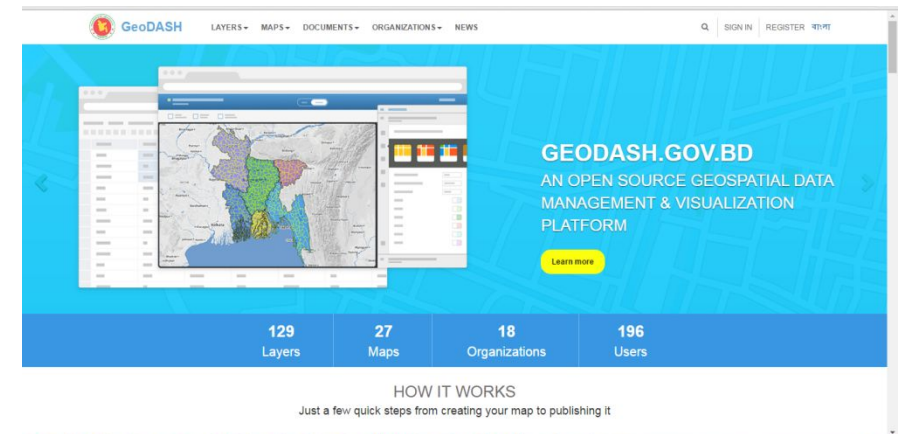 GeoDASH LAYERS MAPS DOCUMENTS ORGANIZATIONS NEWS SIGN IN REGISTER বাংলা
GEODASH.GOV.BD
AN OPEN SOURCE GEOSPATIAL DATA
MANAGEMENT & VISUALIZATION
PLATFORM
Learn more
129 27 18 196
Layers Maps Organizations Users
HOW IT WORKS
Just a few quick steps from creating your map to publishing it